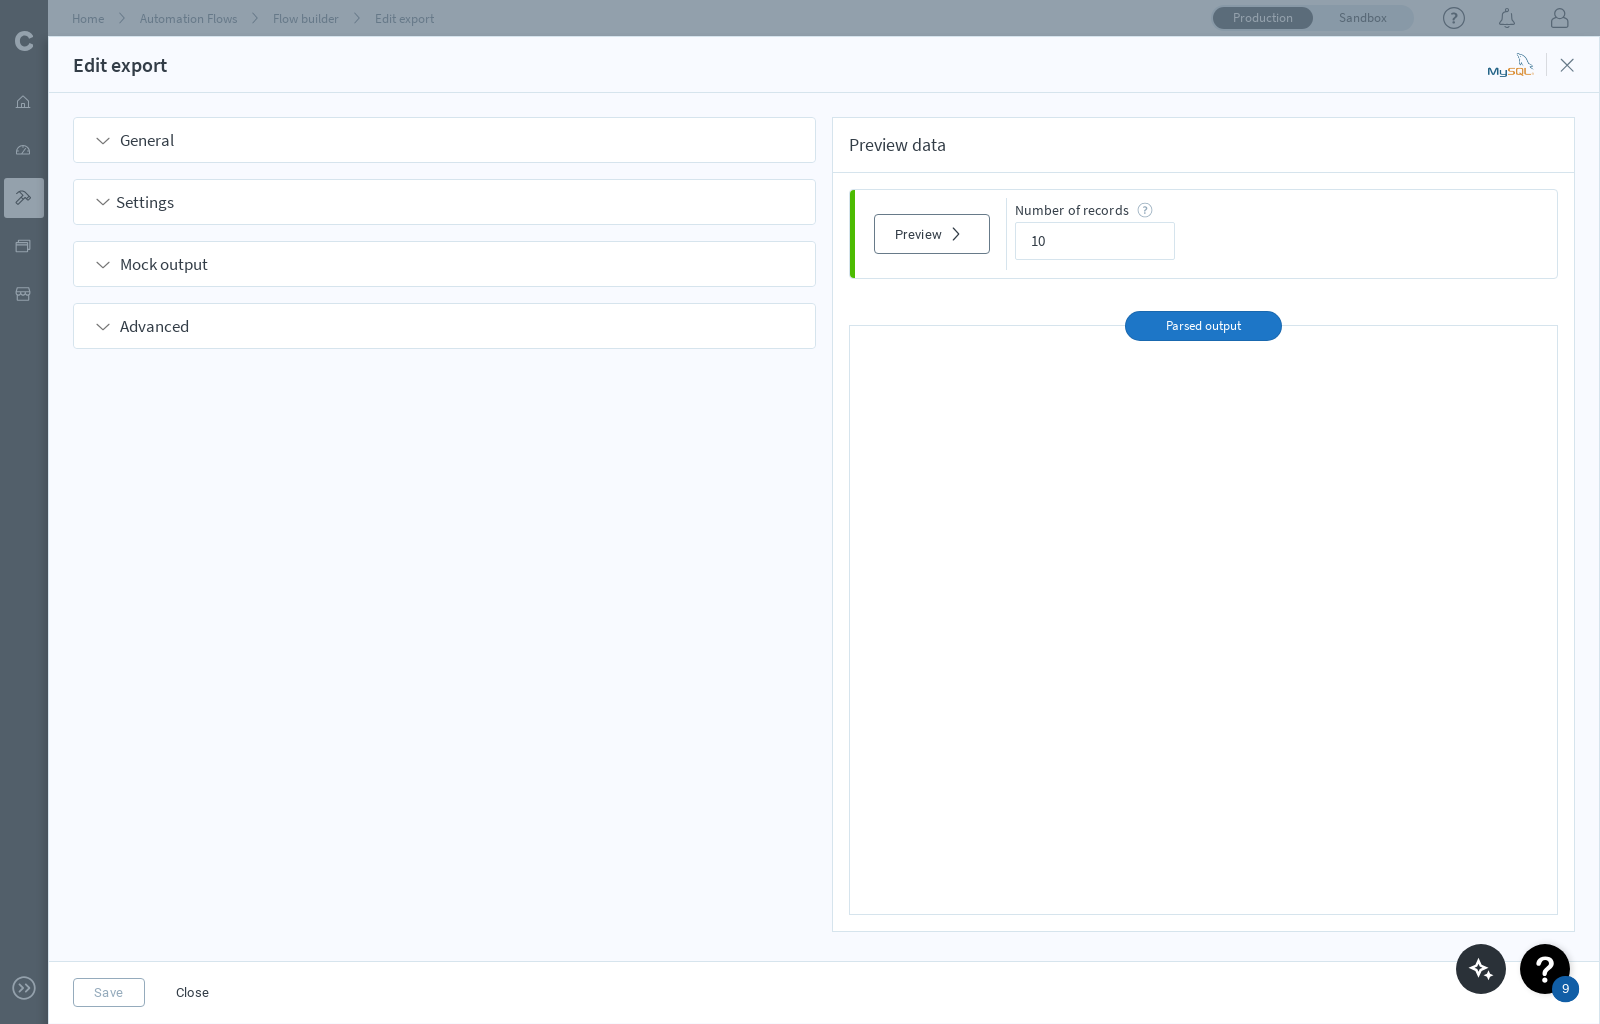 Home
Automation Flows
Flow builder
Edit export
Production
Sandbox
Edit export
MySQL
General
Settings
Mock output
Advanced
Preview data
Preview
Number of records
10
Parsed output
Save
Close
9